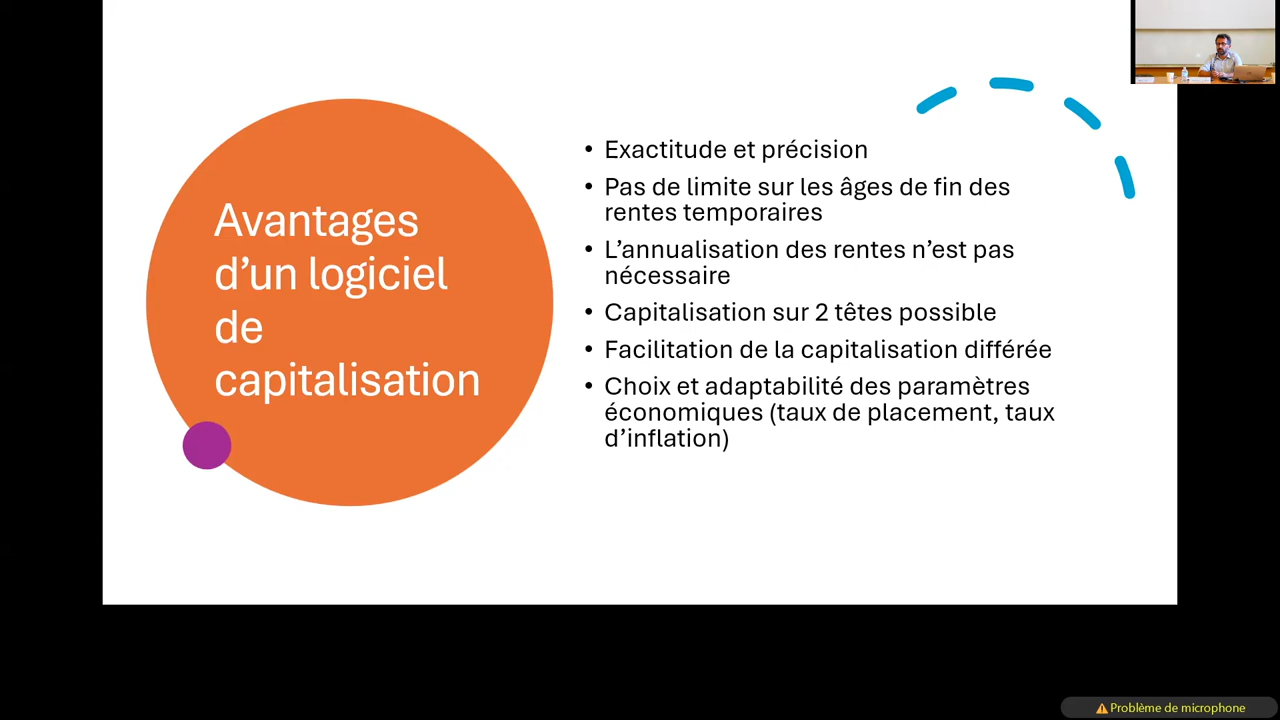 Avantages
d’un logiciel
de
capitalisation
• Exactitude et précision
• Pas de limite sur les âges de fin des
rentes temporaires
• L’annualisation des rentes n’est pas
nécessaire
• Capitalisation sur 2 têtes possible
• Facilitation de la capitalisation différée
• Choix et adaptabilité des paramètres
économiques (taux de placement, taux
d’inflation)
Problème de microphone